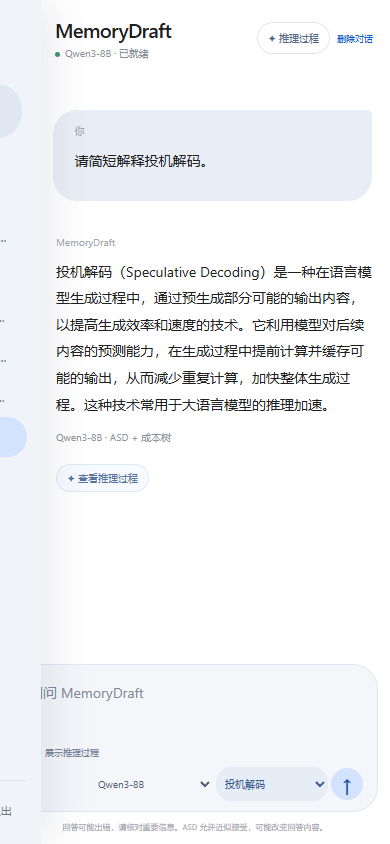 MemoryDraft
Qwen3-8B · 已就绪
✦ 推理过程
删除对话
你
请简短解释投机解码。
MemoryDraft
投机解码（Speculative Decoding）是一种在语言模
型生成过程中，通过预生成部分可能的输出内容，
以提高生成效率和速度的技术。它利用模型对后续
内容的预测能力，在生成过程中提前计算并缓存可
能的输出，从而减少重复计算，加快整体生成过
程。这种技术常用于大语言模型的推理加速。
Qwen3-8B · ASD + 成本树
✦ 查看推理过程
问 MemoryDraft
展示推理过程
Qwen3-8B
投机解码
出
回答可能出错，请核对重要信息。ASD 允许近似接受，可能改变回答内容。